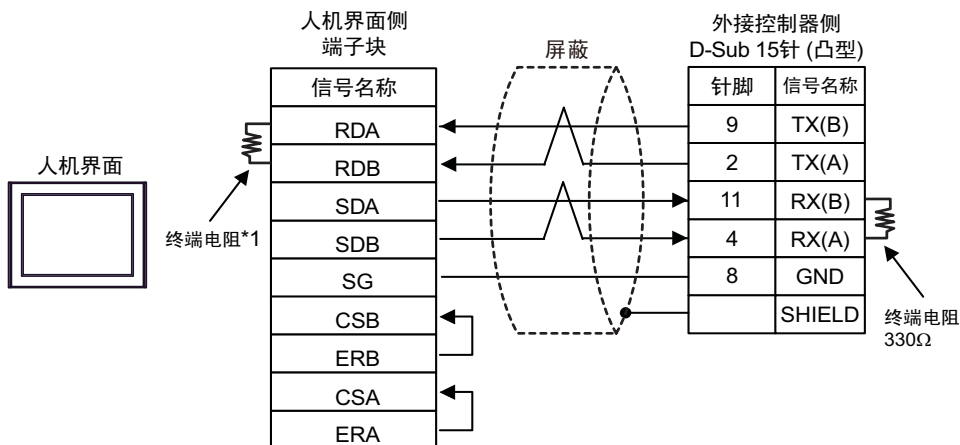 人机界面
人机界面侧
端子块
信号名称
RDA
RDB
SDA
SDB
SG
CSB
ERB
CSA
ERA
终端电阻*1
屏蔽
外接控制器侧
D-Sub 15针 (凸型)
针脚 信号名称
9 TX(B)
2 TX(A)
11 RX(B)
4 RX(A)
8 GND
SHIELD
终端电阻
330Ω